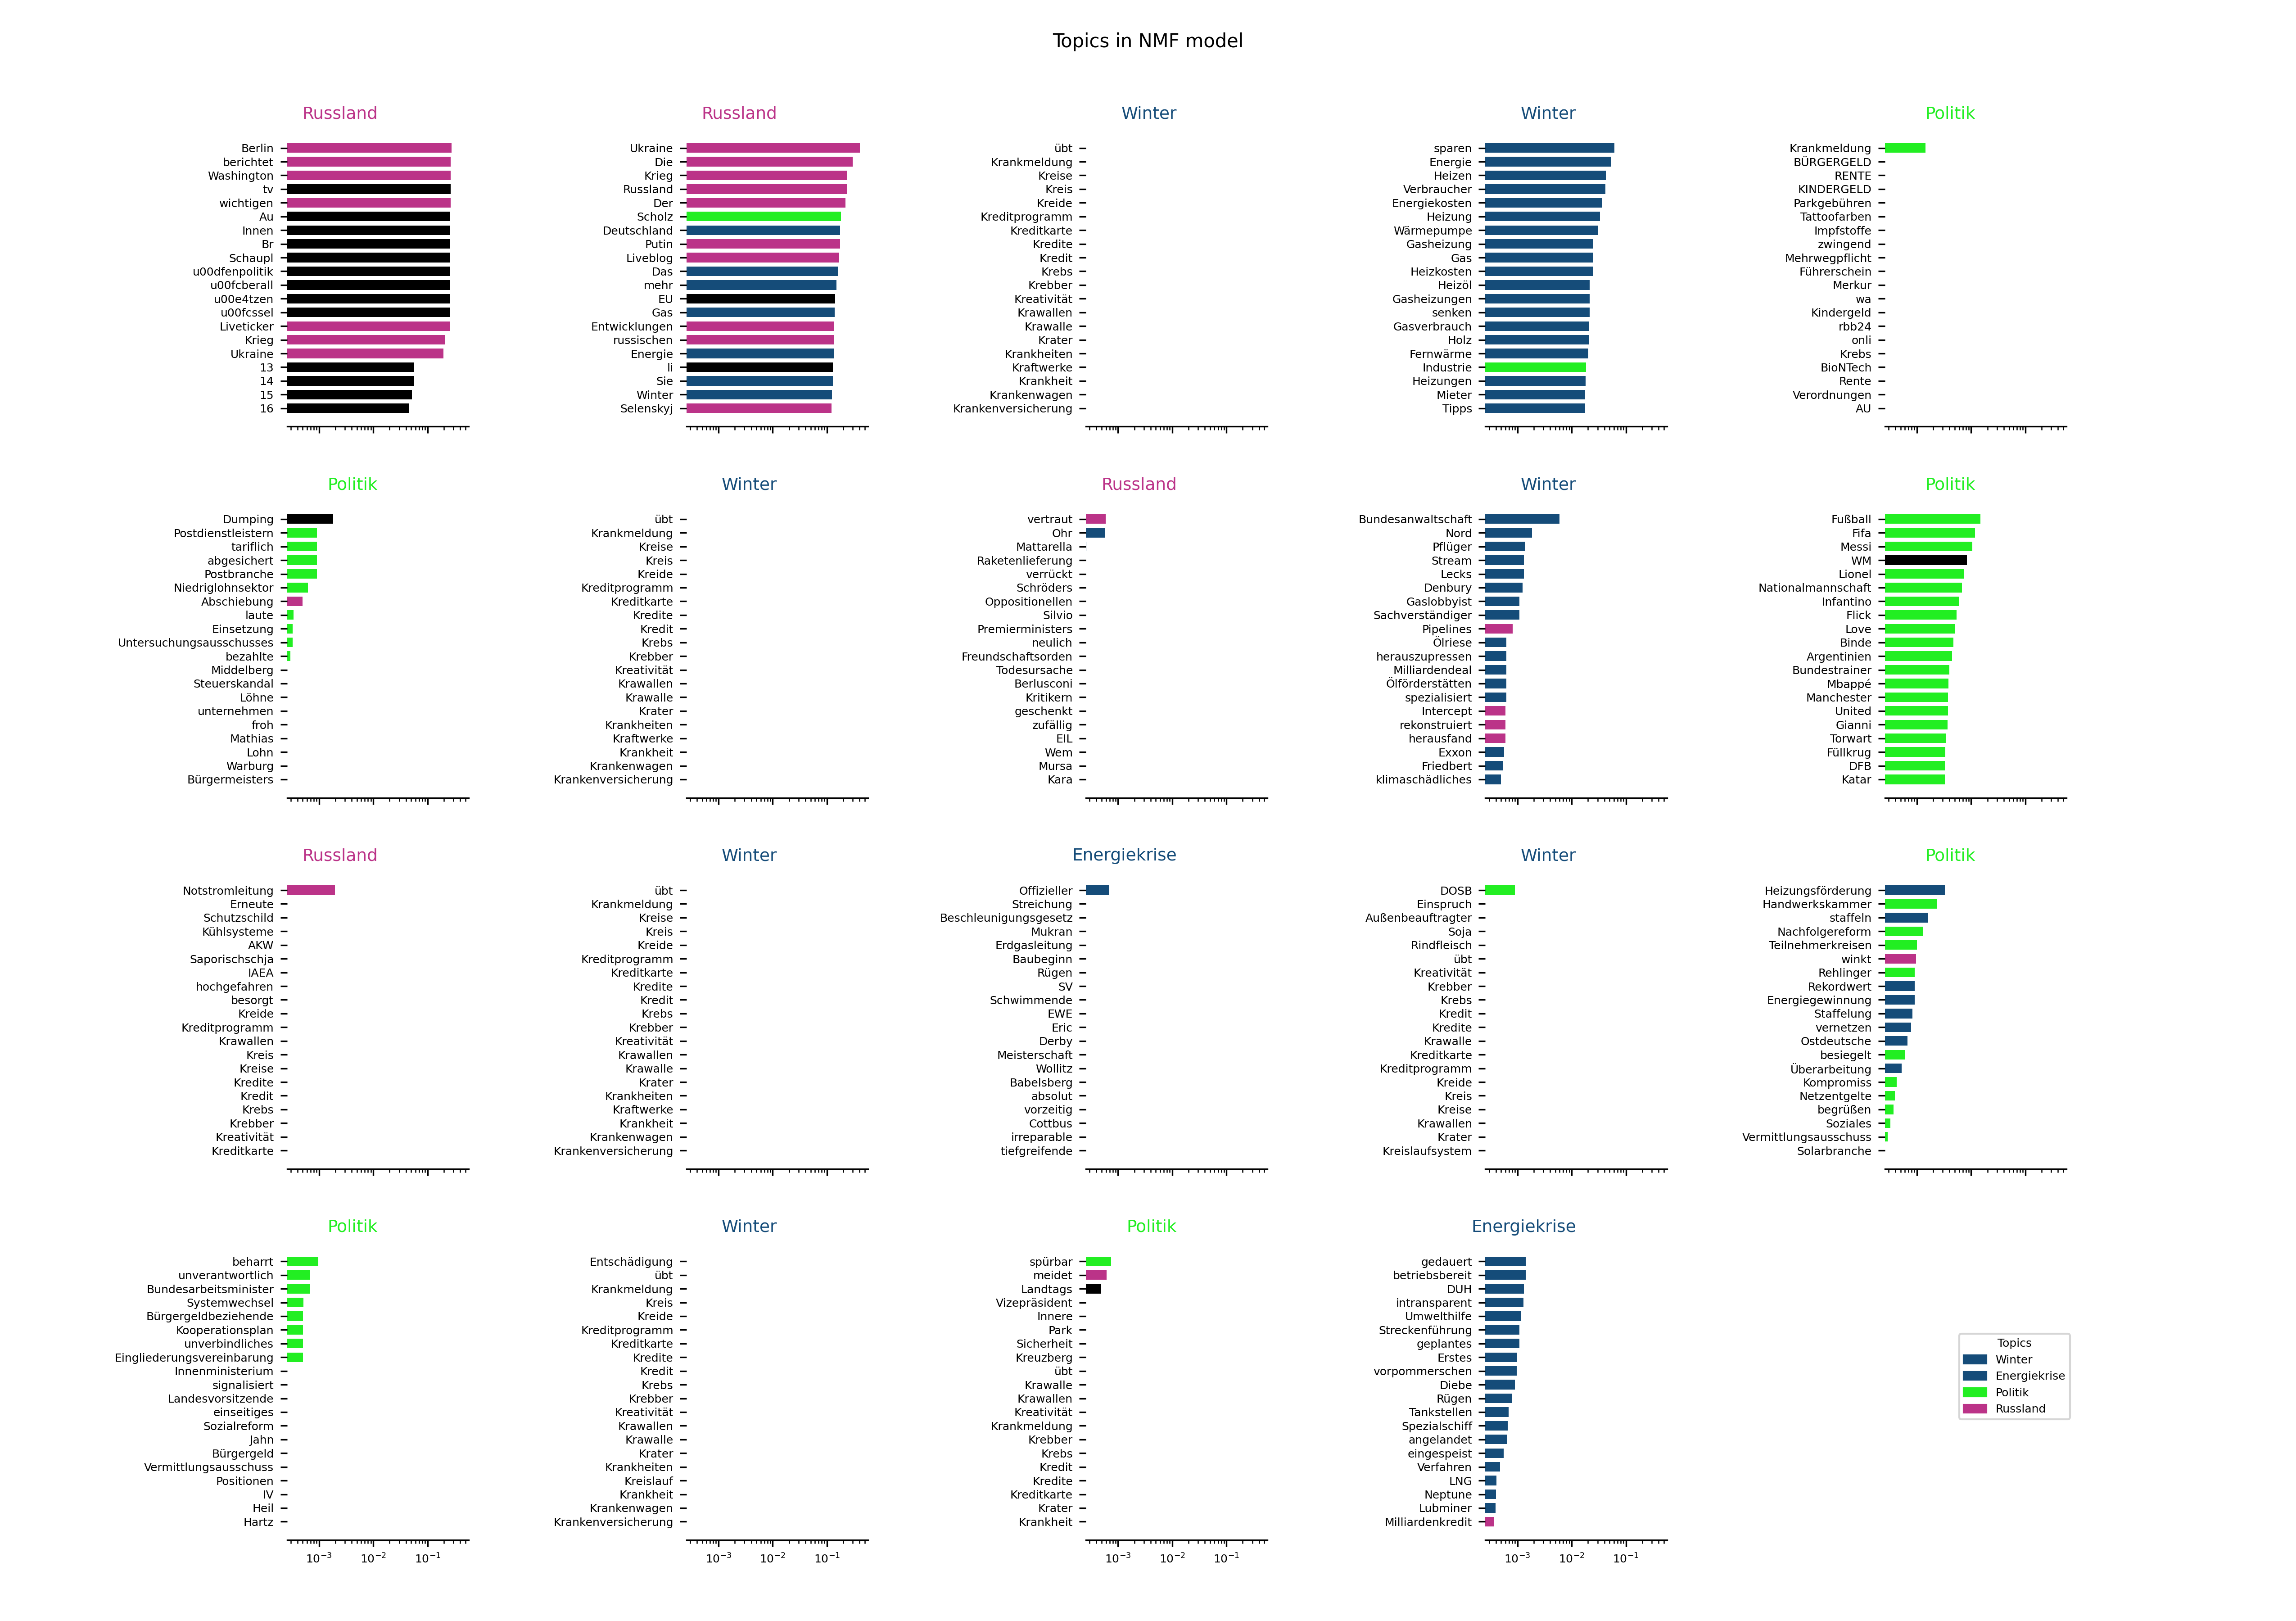 Topics in NMF model
Russland
Berlin
berichtet
Washington
tv
wichtigen
Au
Innen
Br
Schaupl
u00dfenpolitik
u00fcberall
u00e4tzen
u00fcssel
Liveticker
Krieg
Ukraine
13
14
15
16
Russland
Ukraine
Die
Krieg
Russland
Der
Scholz
Deutschland
Putin
Liveblog
Das
mehr
EU
Gas
Entwicklungen
russischen
Energie
li
Sie
Winter
Selenskyj
Winter
übt
Krankmeldung
Kreise
Kreis
Kreide
Kreditprogramm
Kreditkarte
Kredite
Kredit
Krebs
Krebber
Kreativität
Krawallen
Krawalle
Krater
Krankheiten
Kraftwerke
Krankheit
Krankenwagen
Krankenversicherung
Winter
sparen
Energie
Heizen
Verbraucher
Energiekosten
Heizung
Wärmepumpe
Gasheizung
Gas
Heizkosten
Heizöl
Gasheizungen
senken
Gasverbrauch
Holz
Fernwärme
Industrie
Heizungen
Mieter
Tipps
Politik
Krankmeldung
BÜRGERGELD
RENTE
KINDERGELD
Parkgebühren
Tattoofarben
Impfstoffe
zwingend
Mehrwegpflicht
Führerschein
Merkur
wa
Kindergeld
rbb24
onli
Krebs
BioNTech
Rente
Verordnungen
AU
Politik
Dumping
Postdienstleistern
tariflich
abgesichert
Postbranche
Niedriglohnsektor
Abschiebung
laute
Einsetzung
Untersuchungsausschusses
bezahlte
Middelberg
Steuerskandal
Löhne
unternehmen
froh
Mathias
Lohn
Warburg
Bürgermeisters
Winter
übt
Krankmeldung
Kreise
Kreis
Kreide
Kreditprogramm
Kreditkarte
Kredite
Kredit
Krebs
Krebber
Kreativität
Krawallen
Krawalle
Krater
Krankheiten
Kraftwerke
Krankheit
Krankenwagen
Krankenversicherung
Russland
vertraut
Ohr
Mattarella
Raketenlieferung
verrückt
Schröders
Oppositionellen
Silvio
Premierministers
neulich
Freundschaftsorden
Todesursache
Berlusconi
Kritikern
geschenkt
zufällig
EIL
Wem
Mursa
Kara
Winter
Bundesanwaltschaft
Nord
Pflüger
Stream
Lecks
Denbury
Gaslobbyist
Sachverständiger
Pipelines
Ölriese
herauszupressen
Milliardendeal
Ölförderstätten
spezialisiert
Intercept
rekonstruiert
herausfand
Exxon
Friedbert
klimaschädliches
Politik
Fußball
Fifa
Messi
WM
Lionel
Nationalmannschaft
Infantino
Flick
Love
Binde
Argentinien
Bundestrainer
Mbappé
Manchester
United
Gianni
Torwart
Füllkrug
DFB
Katar
Russland
Notstromleitung
Erneute
Schutzschild
Kühlsysteme
AKW
Saporischschja
IAEA
hochgefahren
besorgt
Kreide
Kreditprogramm
Krawallen
Kreis
Kreise
Kredite
Kredit
Krebs
Krebber
Kreativität
Kreditkarte
Winter
übt
Krankmeldung
Kreise
Kreis
Kreide
Kreditprogramm
Kreditkarte
Kredite
Kredit
Krebs
Krebber
Kreativität
Krawallen
Krawalle
Krater
Krankheiten
Kraftwerke
Krankheit
Krankenwagen
Krankenversicherung
Energiekrise
Offizieller
Streichung
Beschleunigungsgesetz
Mukran
Erdgasleitung
Baubeginn
Rügen
SV
Schwimmende
EWE
Eric
Derby
Meisterschaft
Wollitz
Babelsberg
absolut
vorzeitig
Cottbus
irreparable
tiefgreifende
Winter
DOSB
Einspruch
Außenbeauftragter
Soja
Rindfleisch
übt
Kreativität
Krebber
Krebs
Kredit
Kredite
Krawalle
Kreditkarte
Kreditprogramm
Kreide
Kreis
Kreise
Krawallen
Krater
Kreislaufsystem
Politik
Heizungsförderung
Handwerkskammer
staffeln
Nachfolgereform
Teilnehmerkreisen
winkt
Rehlinger
Rekordwert
Energiegewinnung
Staffelung
vernetzen
Ostdeutsche
besiegelt
Überarbeitung
Kompromiss
Netzentgelte
begrüßen
Soziales
Vermittlungsausschuss
Solarbranche
Politik
beharrt
unverantwortlich
Bundesarbeitsminister
Systemwechsel
Bürgergeldbeziehende
Kooperationsplan
unverbindliches
Eingliederungsvereinbarung
Innenministerium
signalisiert
Landesvorsitzende
einseitiges
Sozialreform
Jahn
Bürgergeld
Vermittlungsausschuss
Positionen
IV
Heil
Hartz
10⁻³ 10⁻² 10⁻¹
Winter
Entschädigung
übt
Krankmeldung
Kreis
Kreide
Kreditprogramm
Kreditkarte
Kredite
Kredit
Krebs
Krebber
Kreativität
Krawallen
Krawalle
Krater
Krankheiten
Kreislauf
Krankheit
Krankenwagen
Krankenversicherung
10⁻³ 10⁻² 10⁻¹
Politik
spürbar
meidet
Landtags
Vizepräsident
Innere
Park
Sicherheit
Kreuzberg
übt
Krawalle
Krawallen
Kreativität
Krankmeldung
Krebber
Krebs
Kredit
Kredite
Kreditkarte
Krater
Krankheit
10⁻³ 10⁻² 10⁻¹
Energiekrise
gedauert
betriebsbereit
DUH
intransparent
Umwelthilfe
Streckenführung
geplantes
Erstes
vorpommerschen
Diebe
Rügen
Tankstellen
Spezialschiff
angelandet
eingespeist
Verfahren
LNG
Neptune
Lubminer
Milliardenkredit
10⁻³ 10⁻² 10⁻¹
Topics
Winter
Energiekrise
Politik
Russland